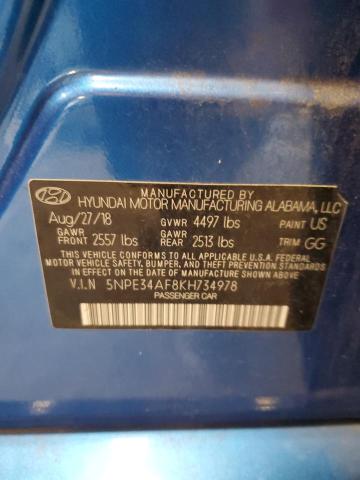 MANUFACTURED BY
HYUNDAI MOTOR MANUFACTURING ALABAMA, LLC
Aug/27/18 GVWR 4497 lbs PAINT US
GAWR FRONT 2557 lbs GAWR REAR 2513 lbs TRIM GG
THIS VEHICLE CONFORMS TO ALL APPLICABLE U.S.A. FEDERAL
MOTOR VEHICLE SAFETY, BUMPER, AND THEFT PREVENTION
STANDARDS IN EFFECT ON THE DATE OF MANUFACTURE SHOWN ABOVE.
V.I.N 5NPE34AF8KH734978
PASSENGER CAR